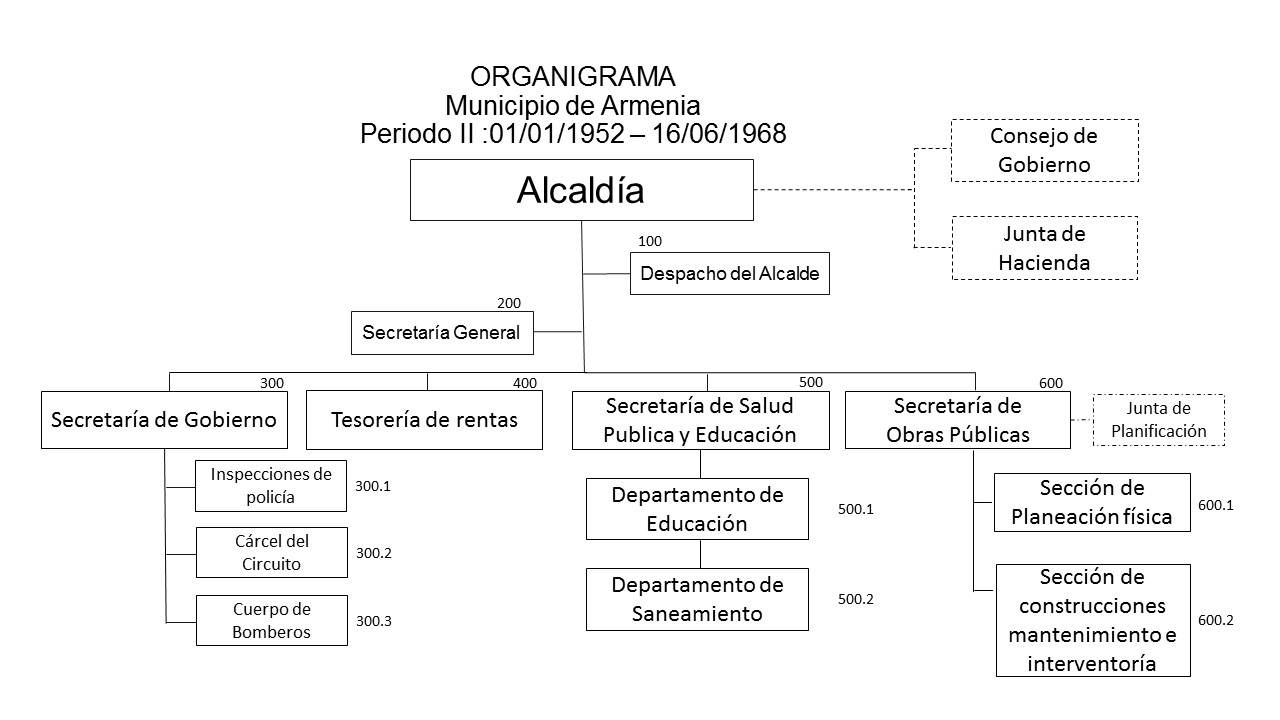 ORGANIGRAMA
Municipio de Armenia
Periodo II :01/01/1952 – 16/06/1968
Alcaldía
Consejo de
Gobierno
Junta de
Hacienda
100
Despacho del Alcalde
200
Secretaría General
300
Secretaría de Gobierno
400
Tesorería de rentas
500
Secretaría de Salud
Publica y Educación
600
Secretaría de
Obras Públicas
Junta de
Planificación
Inspecciones de
policía
300.1
Cárcel del
Circuito
300.2
Cuerpo de
Bomberos
300.3
Departamento de
Educación
500.1
Departamento de
Saneamiento
500.2
Sección de
Planeación física
600.1
Sección de
construcciones
mantenimiento e
interventoría
600.2